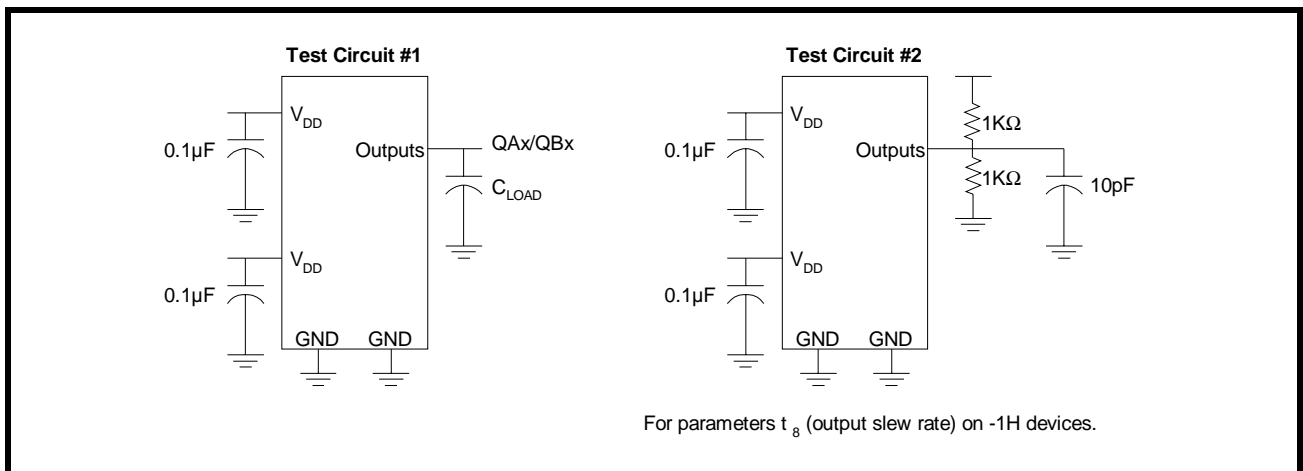 Test Circuit #1
V_DD
0.1µF
Outputs
QAx/QBx
C_LOAD
V_DD
0.1µF
GND GND
Test Circuit #2
V_DD
0.1µF
Outputs
1KΩ
1KΩ
10pF
V_DD
0.1µF
GND GND
For parameters t_8 (output slew rate) on -1H devices.